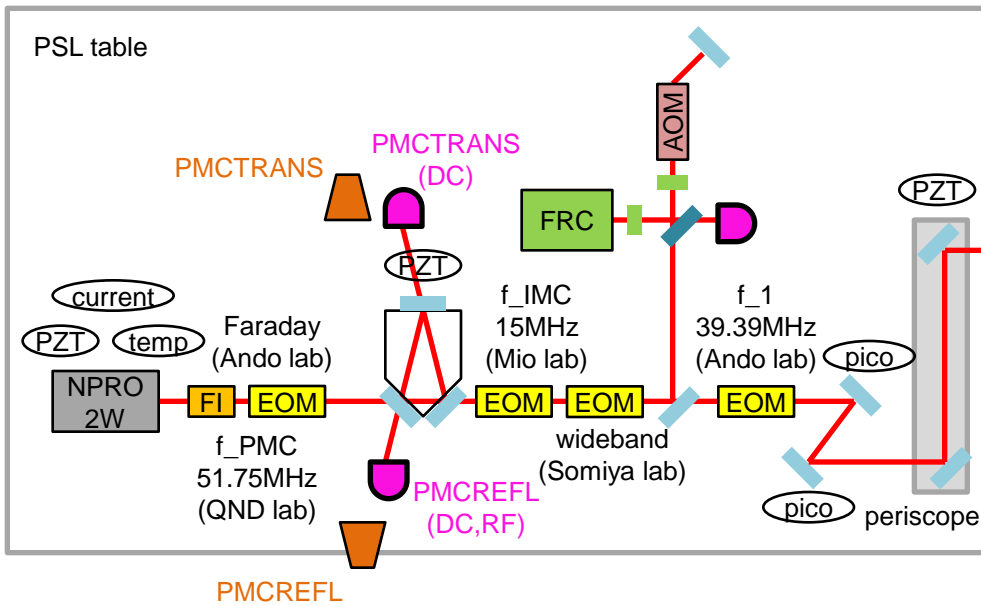 PSL table
PMCTRANS
PMCTRANS
(DC)
AOM
FRC
PZT
PZT
current
PZT
temp
NPRO
2W
Faraday
(Ando lab)
FI
EOM
f_PMC
51.75MHz
(QND lab)
f_IMC
15MHz
(Mio lab)
EOM
EOM
wideband
(Somiya lab)
f_1
39.39MHz
(Ando lab)
EOM
pico
pico
periscope
PMCREFL
(DC,RF)
PMCREFL